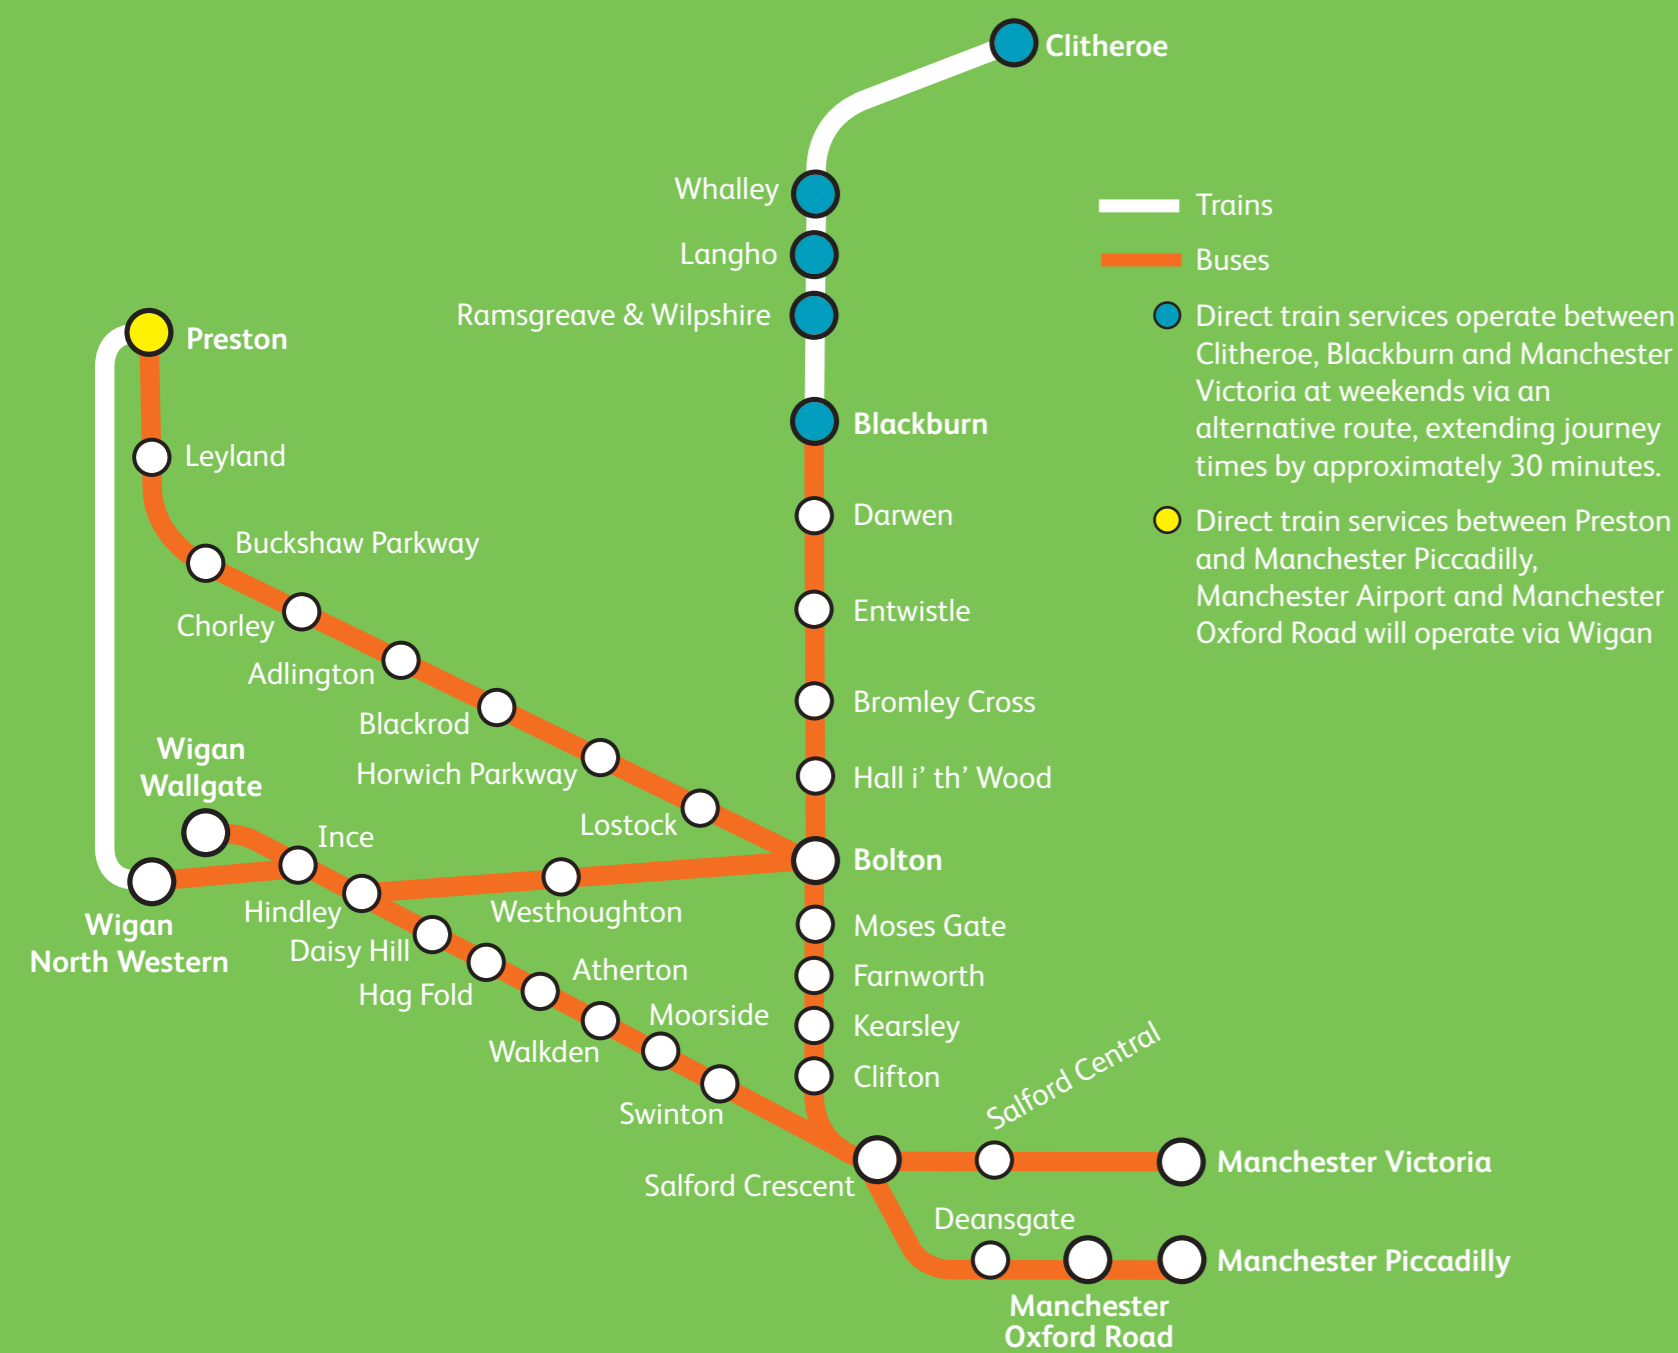 Clitheroe
Whalley
Langho
Ramsgreave & Wilpshire
Blackburn
Darwen
Entwistle
Bromley Cross
Hall i’ th’ Wood
Bolton
Moses Gate
Farnworth
Kearsley
Clifton
Preston
Leyland
Buckshaw Parkway
Chorley
Adlington
Blackrod
Horwich Parkway
Lostock
Wigan
Wallgate
Wigan
North Western
Ince
Hindley
Westhoughton
Daisy Hill
Hag Fold
Atherton
Walkden
Moorside
Swinton
Salford Crescent
Salford Central
Manchester Victoria
Deansgate
Manchester
Oxford Road
Manchester Piccadilly
Trains
Buses
Direct train services operate between
Clitheroe, Blackburn and Manchester
Victoria at weekends via an
alternative route, extending journey
times by approximately 30 minutes.
Direct train services between Preston
and Manchester Piccadilly,
Manchester Airport and Manchester
Oxford Road will operate via Wigan